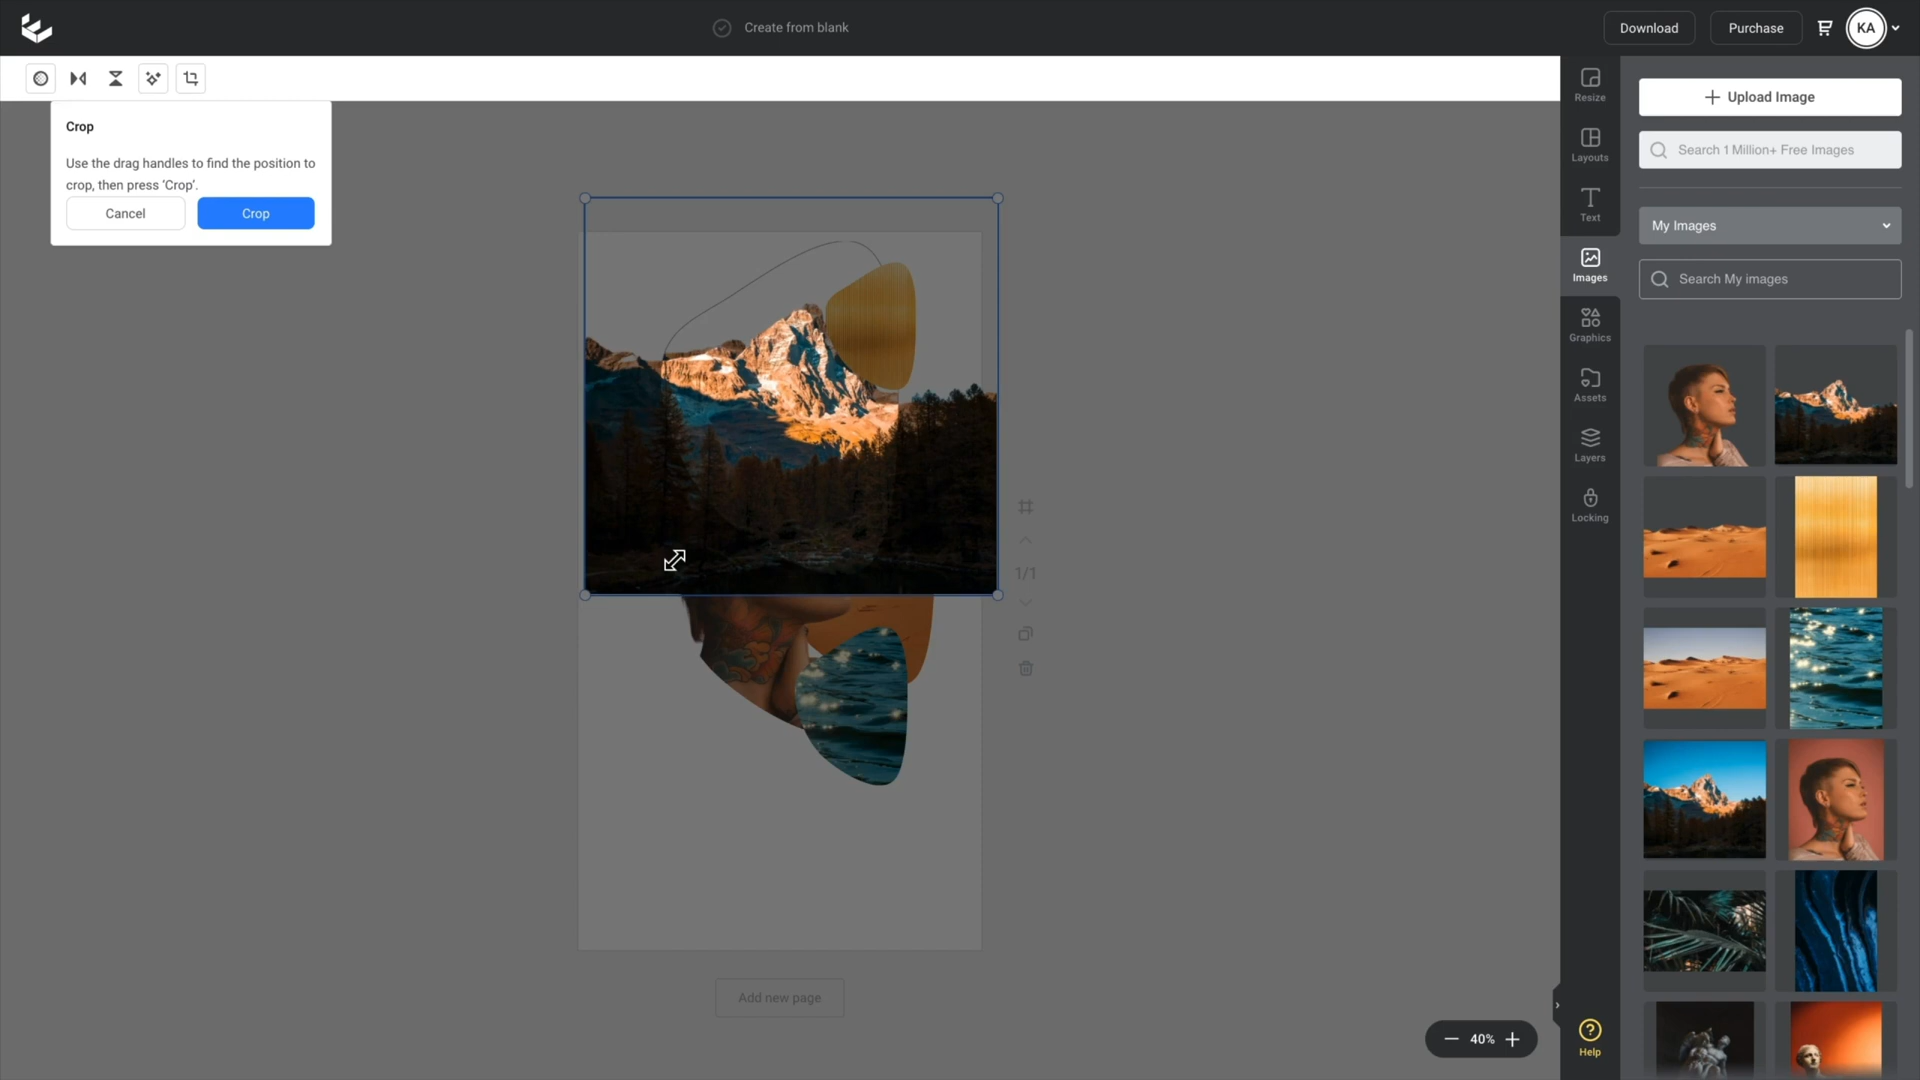 Create from blank
Download
Purchase
KA
Crop
Use the drag handles to find the position to
crop, then press ‘Crop’.
Cancel
Crop
1/1
Add new page
40%
Resize
Layouts
Text
Images
Graphics
Assets
Layers
Locking
Help
Upload Image
Search 1 Million+ Free Images
My Images
Search My images